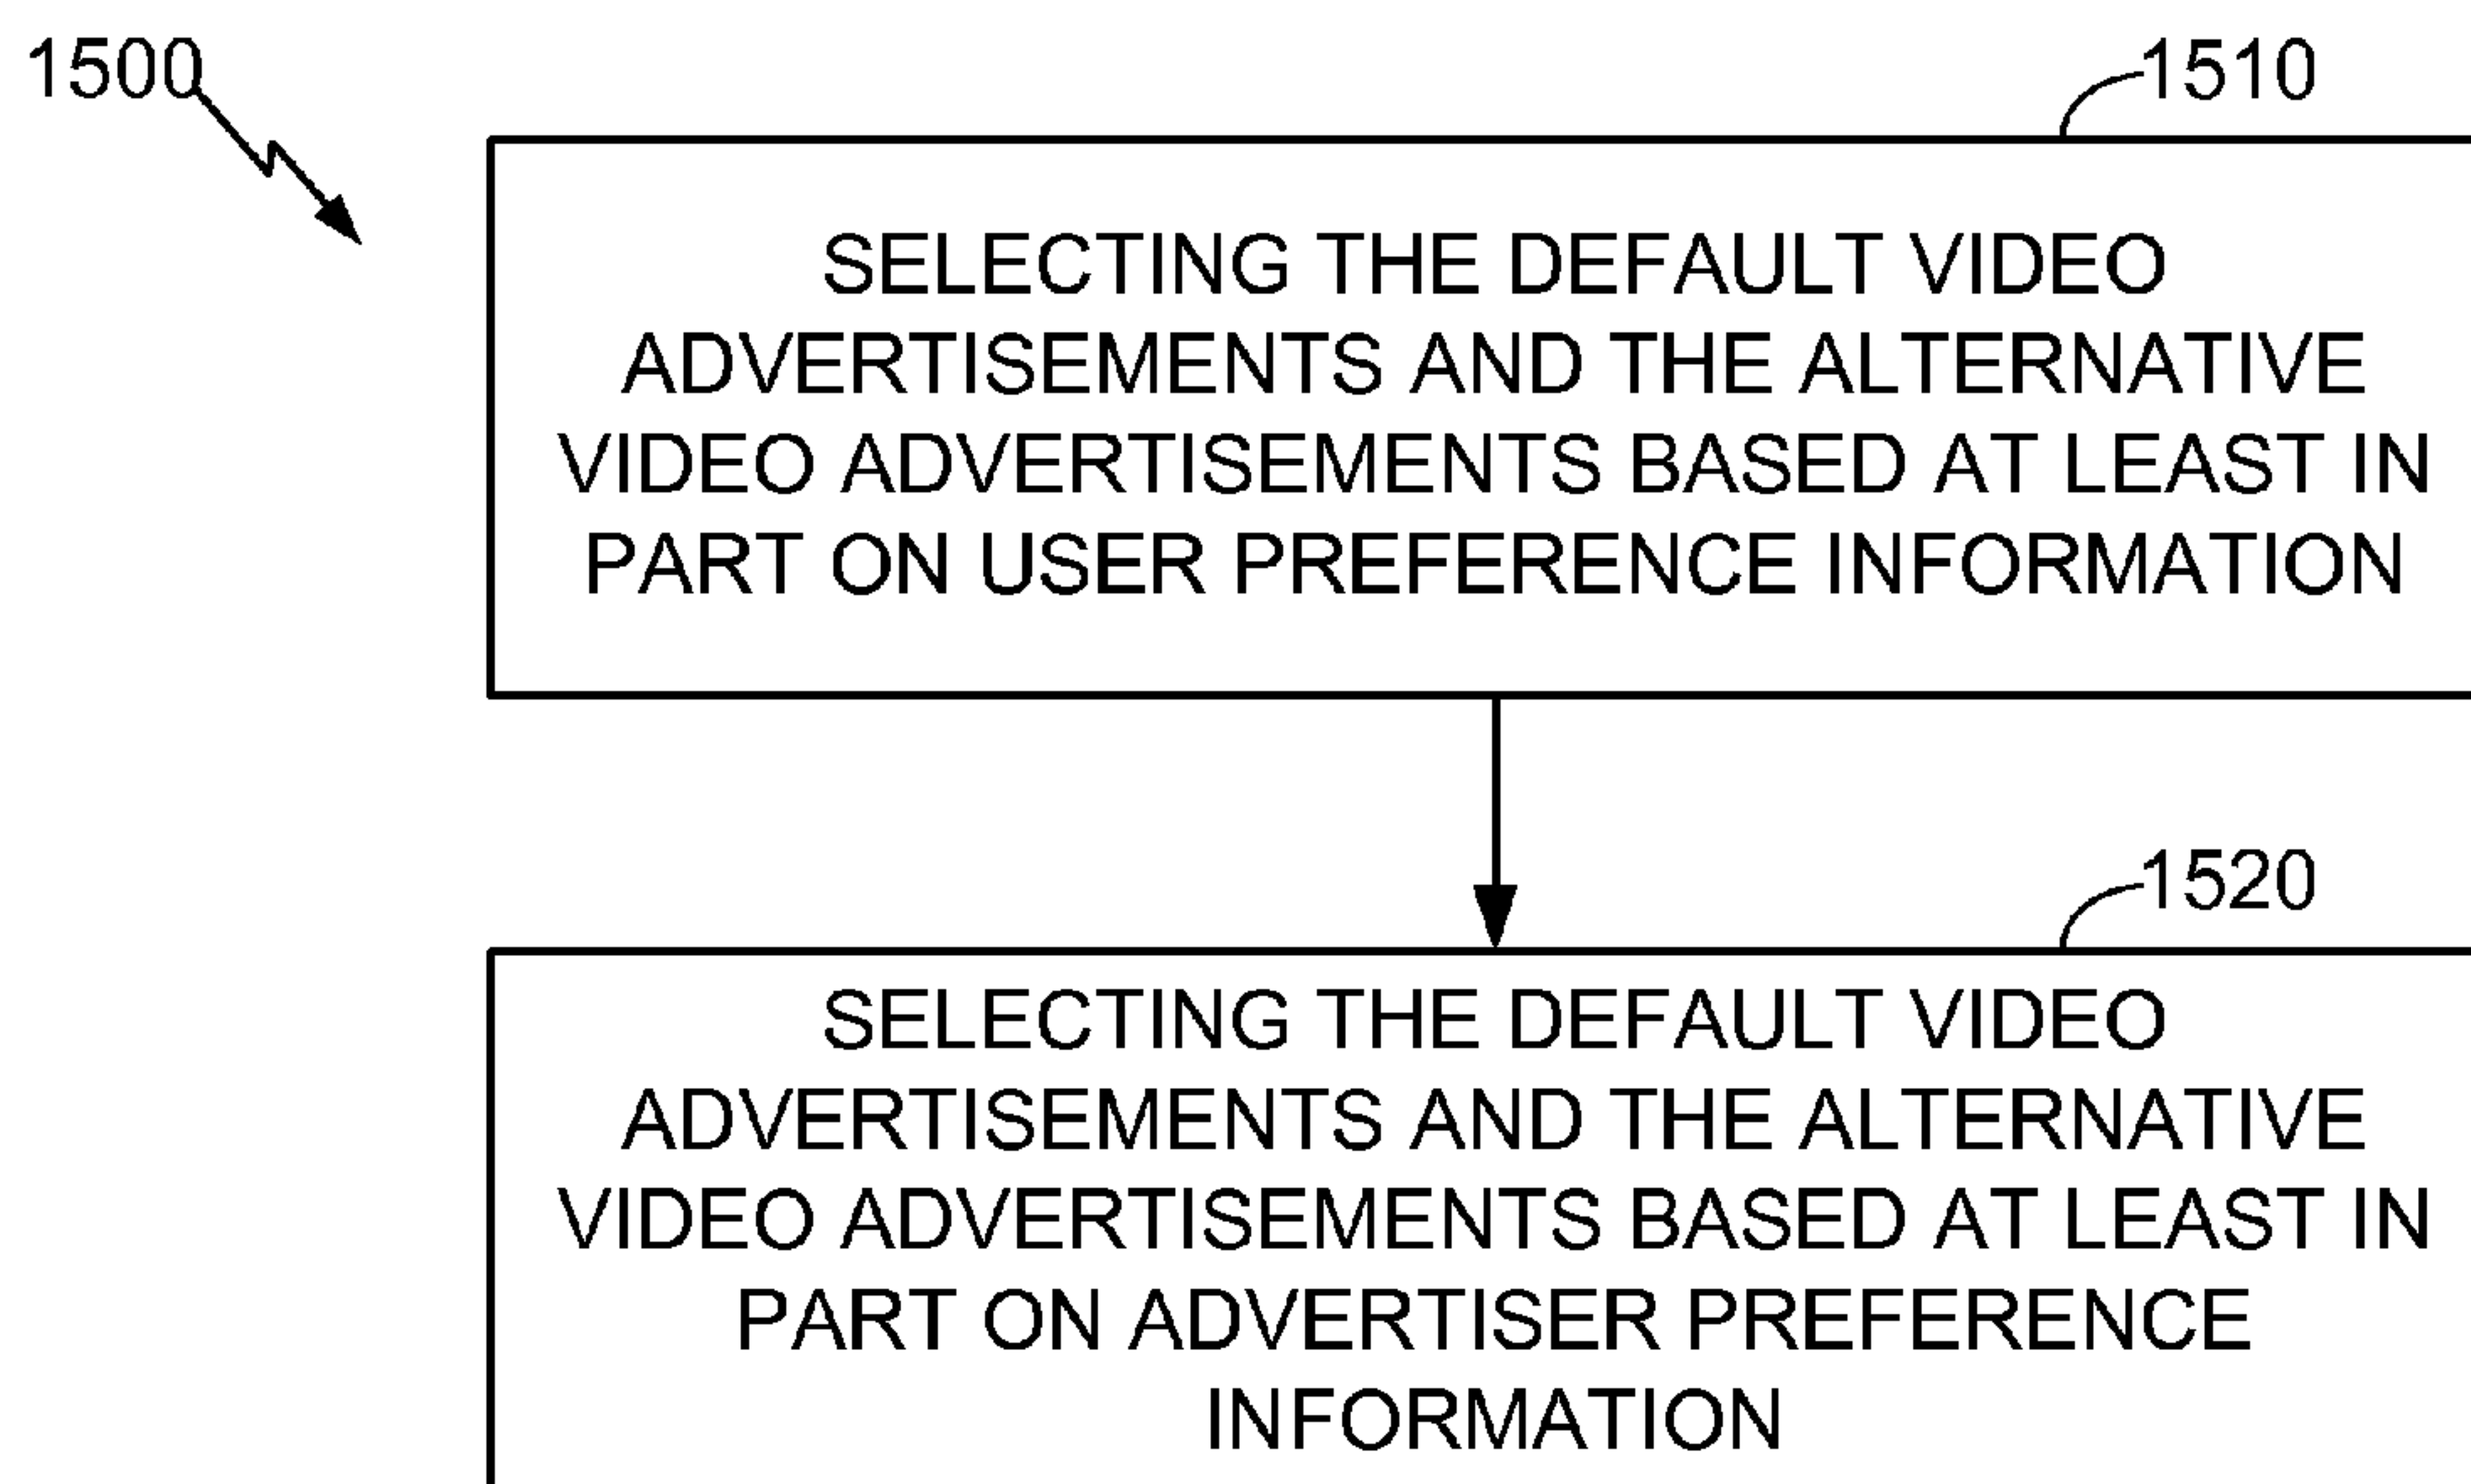 1500
1510
SELECTING THE DEFAULT VIDEO
ADVERTISEMENTS AND THE ALTERNATIVE
VIDEO ADVERTISEMENTS BASED AT LEAST IN
PART ON USER PREFERENCE INFORMATION
1520
SELECTING THE DEFAULT VIDEO
ADVERTISEMENTS AND THE ALTERNATIVE
VIDEO ADVERTISEMENTS BASED AT LEAST IN
PART ON ADVERTISER PREFERENCE
INFORMATION